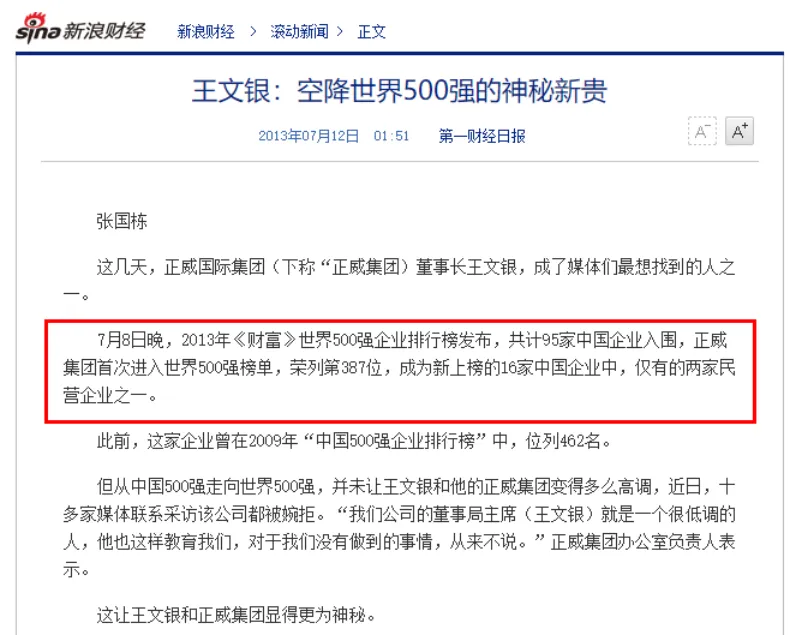 sina 新浪财经 新浪财经 > 滚动新闻 > 正文
王文银：空降世界500强的神秘新贵
2013年07月12日 01:51 第一财经日报 A- A+
张国栋
这几天，正威国际集团（下称“正威集团）董事长王文银，成了媒体们最想找到的人之
一。
7月8日晚，2013年《财富》世界500强企业排行榜发布，共计95家中国企业入围，正威
集团首次进入世界500强榜单，荣列第387位，成为新上榜的16家中国企业中，仅有的两家民
营企业之一。
此前，这家企业曾在2009年“中国500强企业排行榜”中，位列462名。
但从中国500强走向世界500强，并未让王文银和他的正威集团变得多么高调，近日，十
多家媒体联系采访该公司都被婉拒。“我们公司的董事局主席（王文银）就是一个很低调的
人，他也这样教育我们，对于我们没有做到的事情，从来不说。”正威集团办公室负责人表
示。
这让王文银和正威集团显得更为神秘。